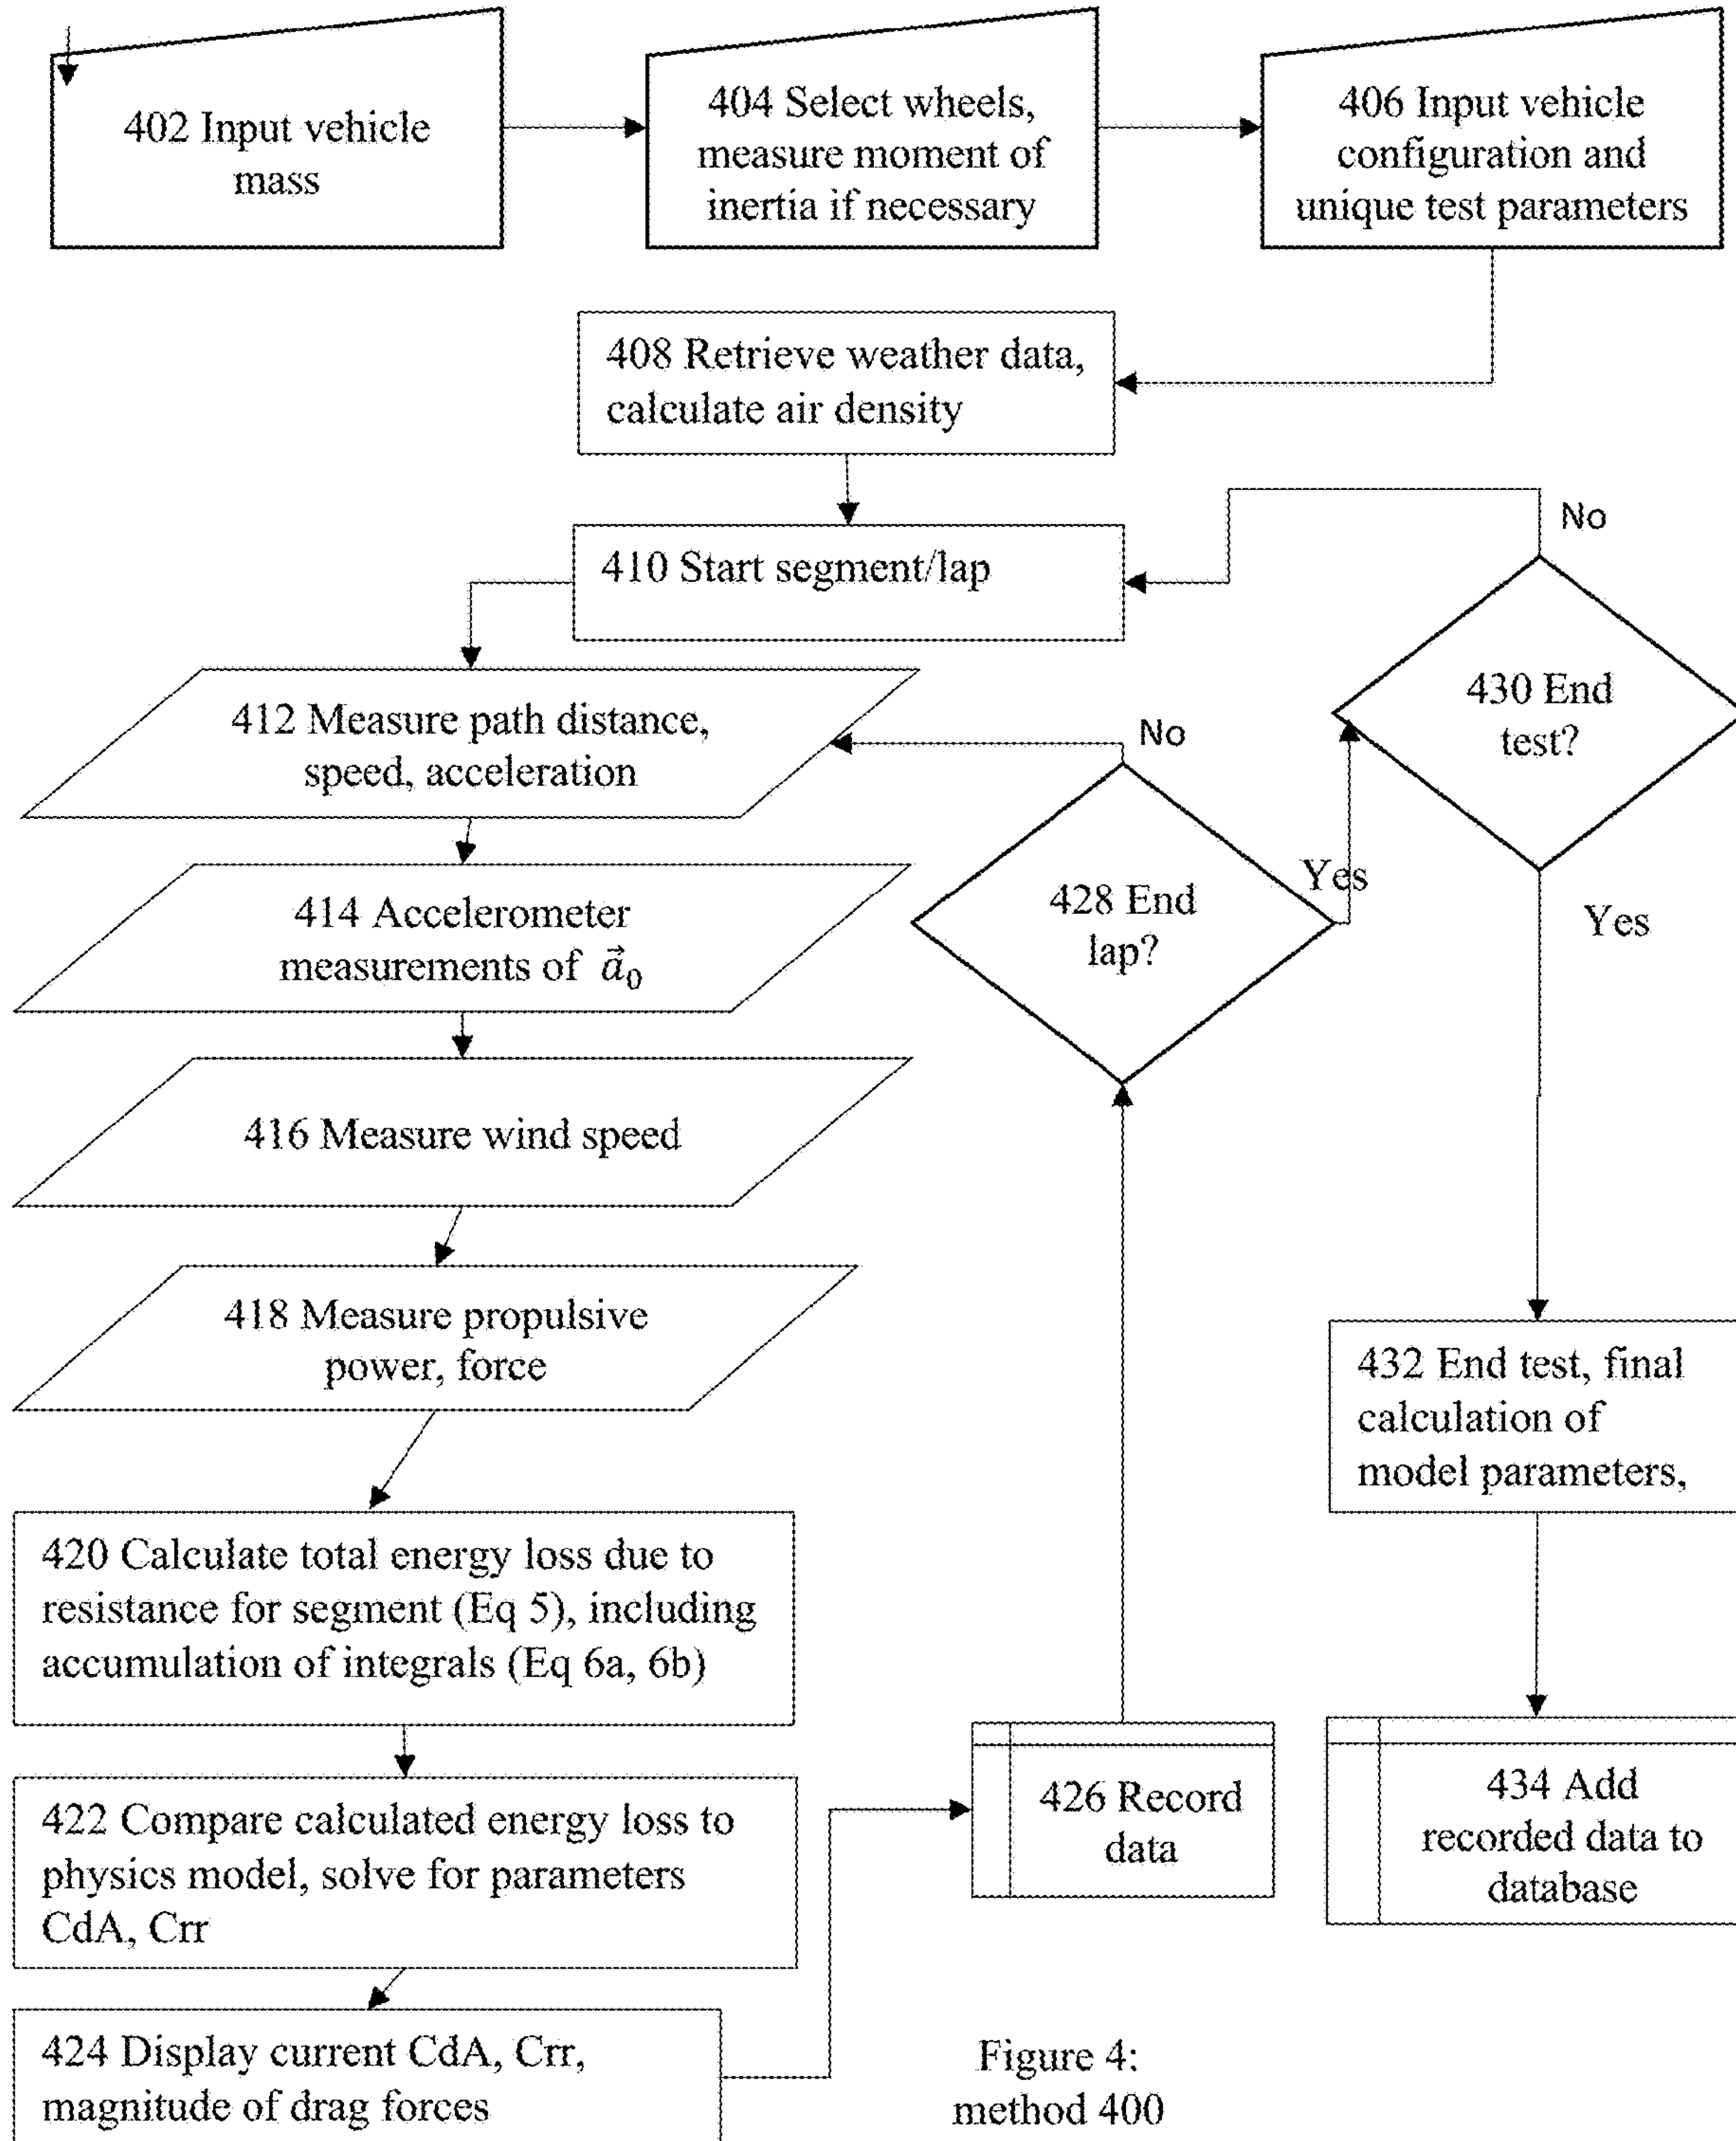 402 Input vehicle
mass
404 Select wheels,
measure moment of
inertia if necessary
406 Input vehicle
configuration and
unique test parameters
408 Retrieve weather data,
calculate air density
410 Start segment/lap
No
412 Measure path distance,
speed, acceleration
No
430 End
test?
414 Accelerometer
measurements of \vec{a}_0
428 End
lap?
Yes
Yes
416 Measure wind speed
418 Measure propulsive
power, force
420 Calculate total energy loss due to
resistance for segment (Eq 5), including
accumulation of integrals (Eq 6a, 6b)
422 Compare calculated energy loss to
physics model, solve for parameters
CdA, Crr
424 Display current CdA, Crr,
magnitude of drag forces
426 Record
data
432 End test, final
calculation of
model parameters,
434 Add
recorded data to
database
Figure 4:
method 400